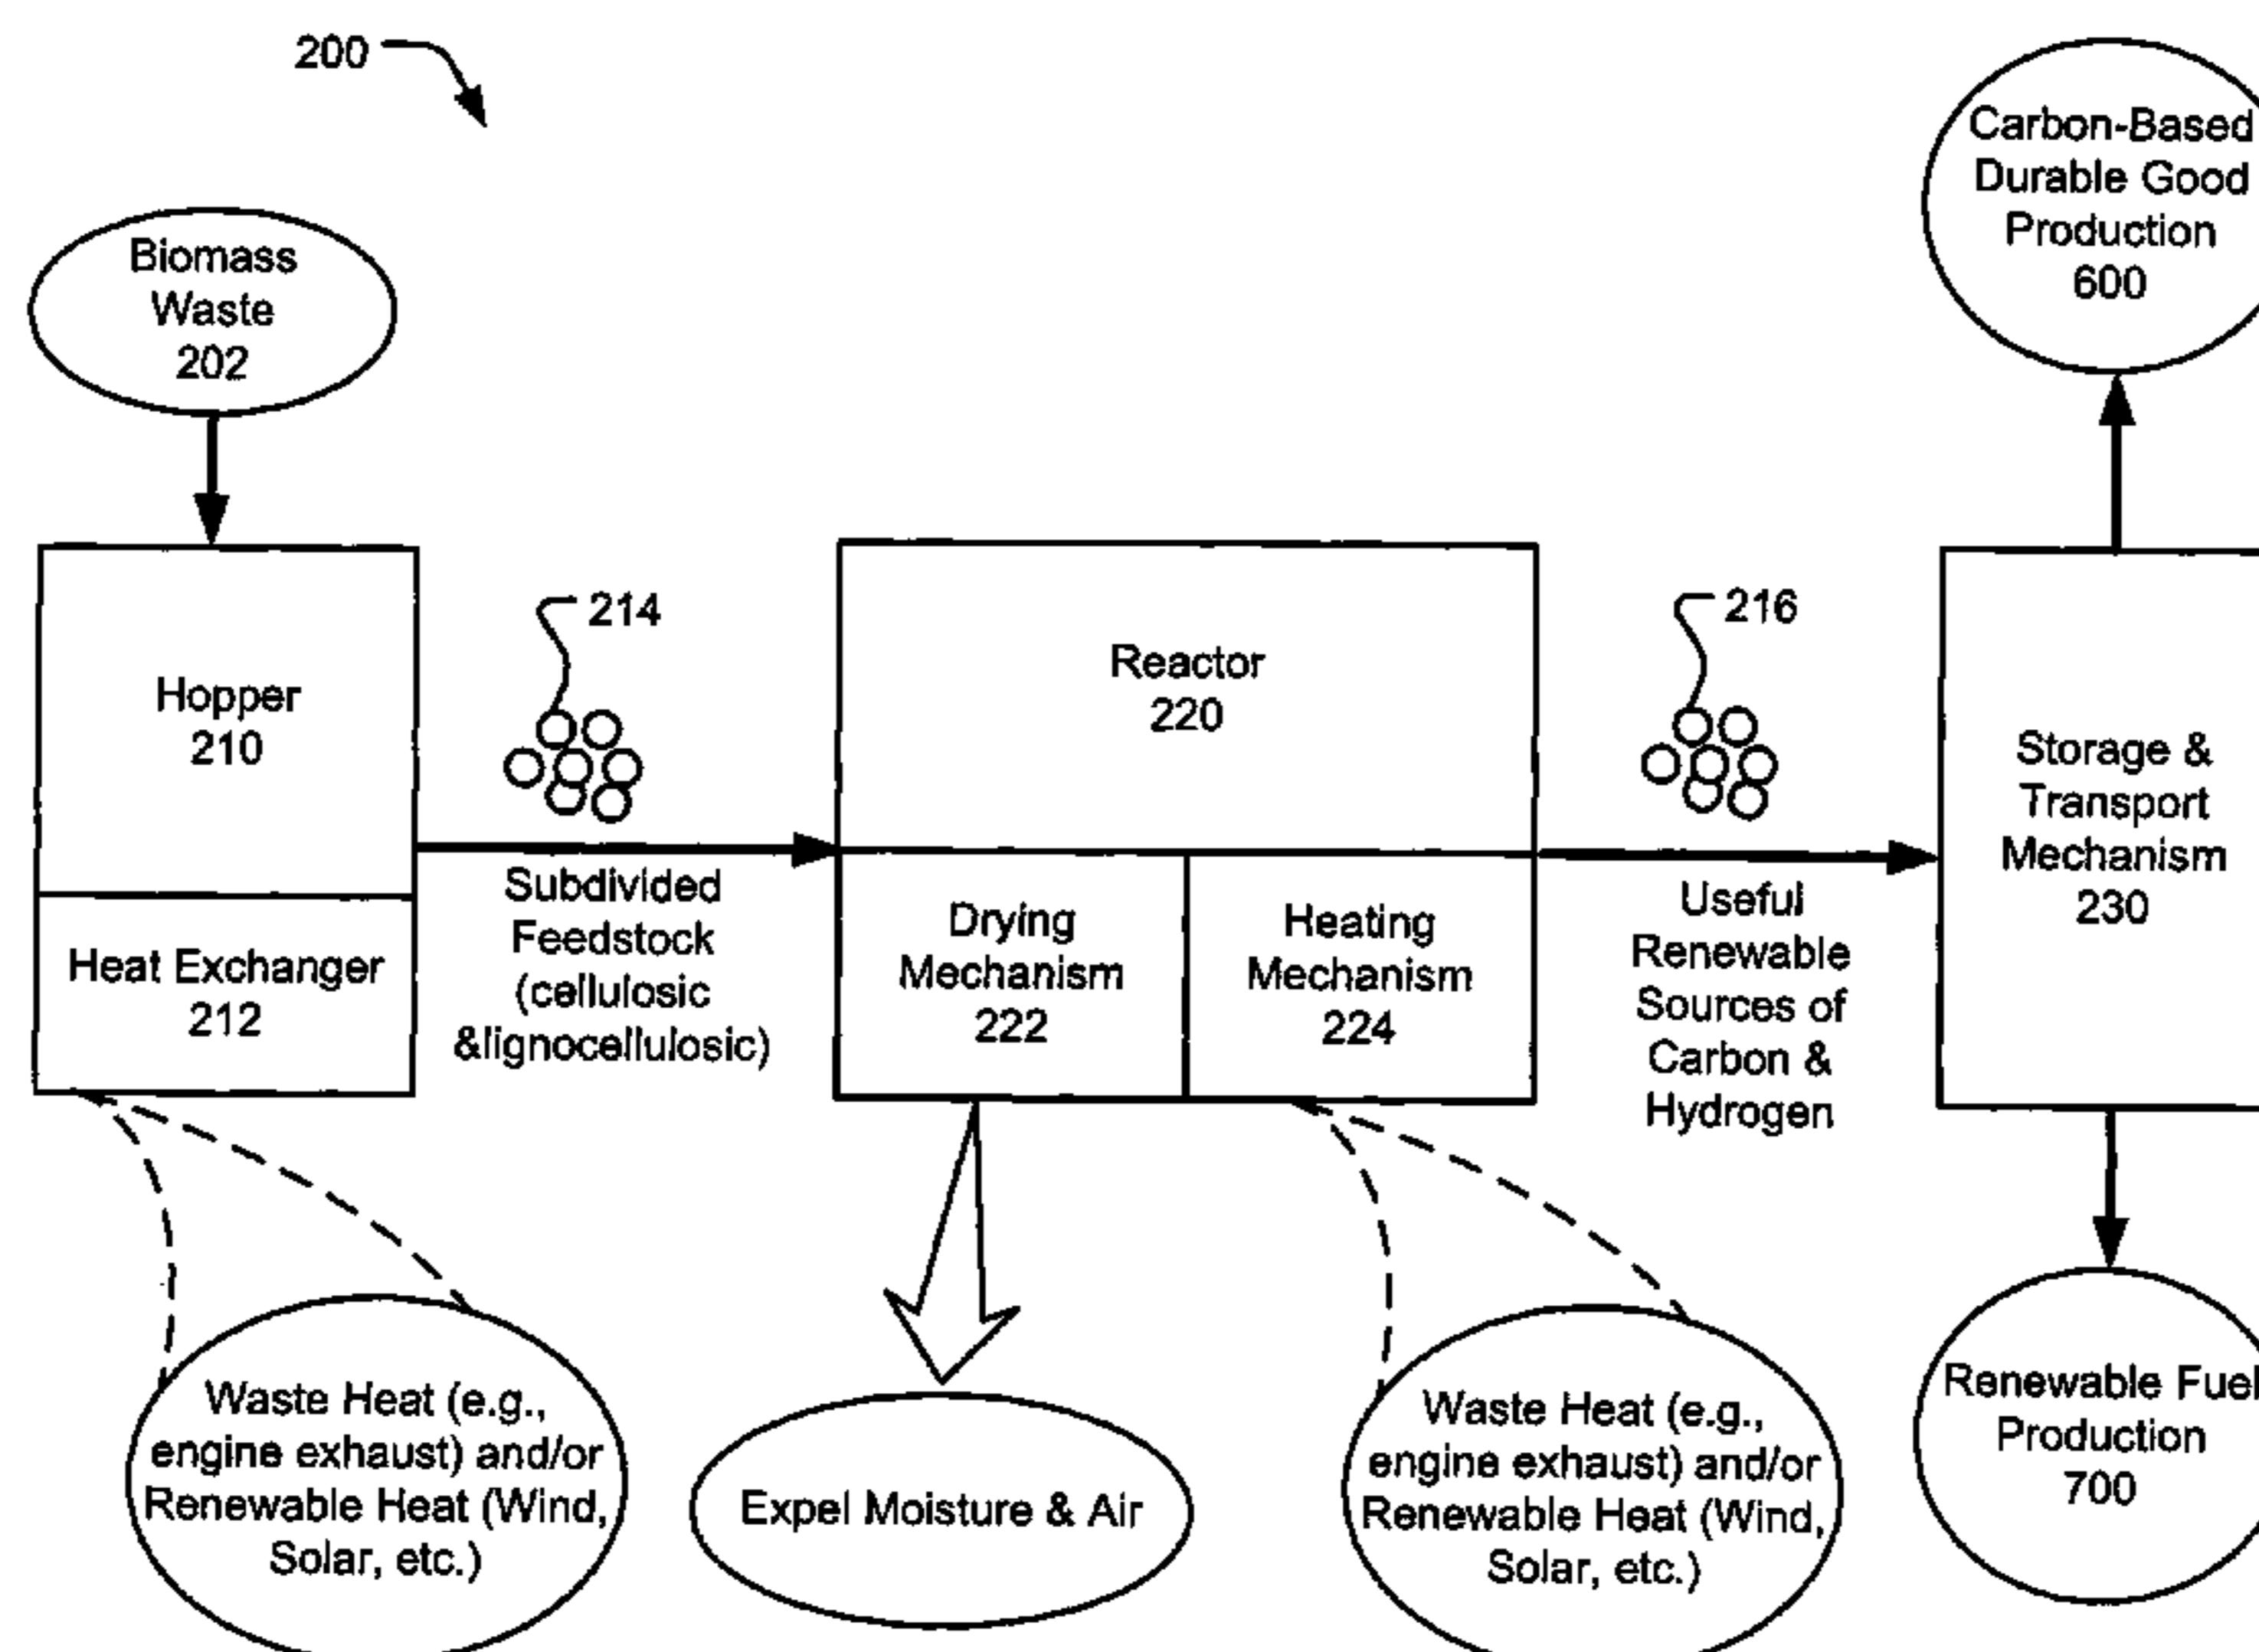 200
Biomass
Waste
202
Carbon-Based
Durable Good
Production
600
Hopper
210
Heat Exchanger
212
214
Subdivided
Feedstock
(cellulosic
&lignocellulosic)
Reactor
220
Drying
Mechanism
222
Heating
Mechanism
224
216
Useful
Renewable
Sources of
Carbon &
Hydrogen
Storage &
Transport
Mechanism
230
Waste Heat (e.g.,
engine exhaust) and/or
Renewable Heat (Wind,
Solar, etc.)
Expel Moisture & Air
Waste Heat (e.g.,
engine exhaust) and/or
Renewable Heat (Wind,
Solar, etc.)
Renewable Fuel
Production
700